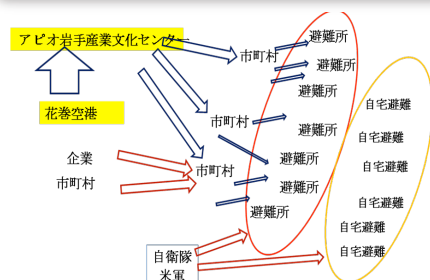 アピオ岩手産業文化センター
花巻空港
企業
市町村
市町村
市町村
市町村
避難所
避難所
避難所
避難所
避難所
避難所
避難所
自宅避難
自宅避難
自宅避難
自宅避難
自宅避難
自宅避難
自衛隊
米軍